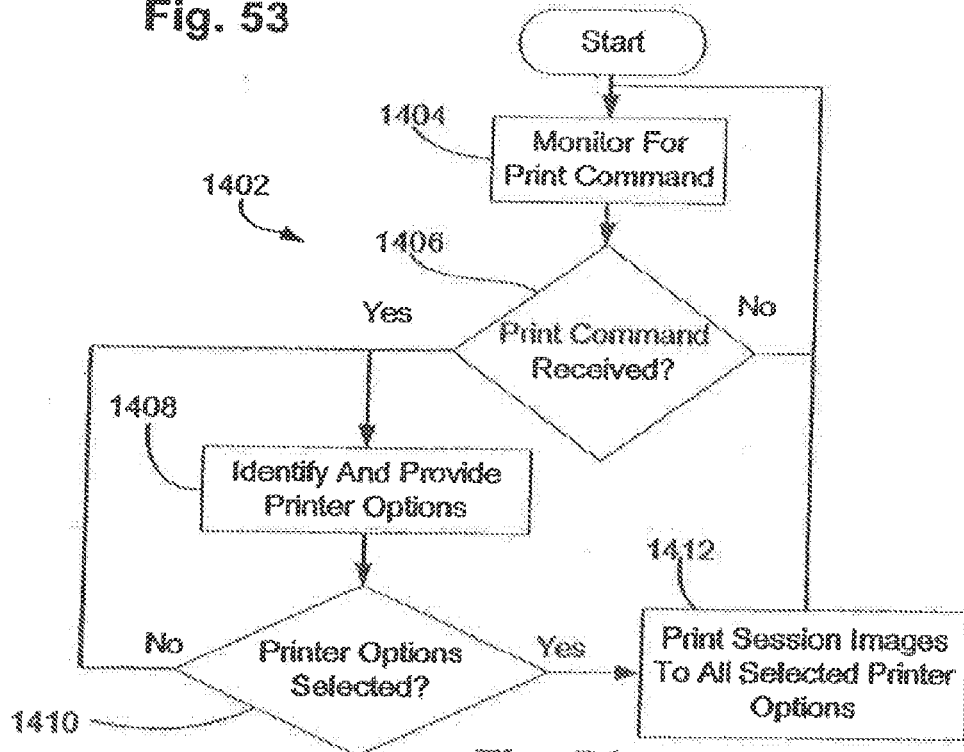 Fig. 53
Start
1404
Monitor For
Print Command
1402
1406
Yes
No
Print Command
Received?
1408
Identify And Provide
Printer Options
1412
No
Printer Options
Selected?
Yes
Print Session Images
To All Selected Printer
Options
1410